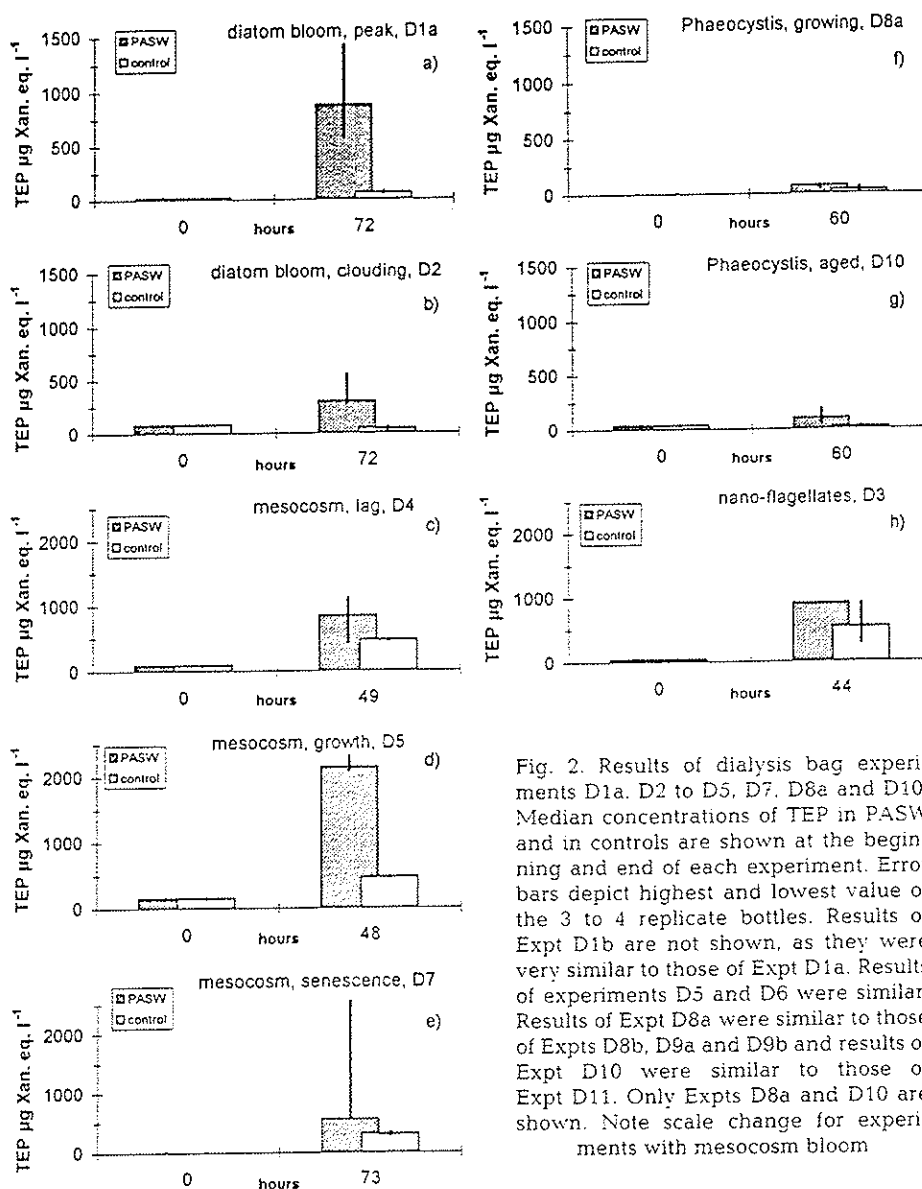 diatom bloom, peak, D1a
a)
PASW
control
TEP µg Xan. eq. l⁻¹
1500
1000
500
0
0 hours 72
diatom bloom, clouding, D2
b)
PASW
control
TEP µg Xan. eq. l⁻¹
1500
1000
500
0
0 hours 72
mesocosm, lag, D4
c)
PASW
control
TEP µg Xan. eq. l⁻¹
2000
1000
0
0 hours 49
mesocosm, growth, D5
d)
PASW
control
TEP µg Xan. eq. l⁻¹
2000
1000
0
0 hours 48
mesocosm, senescence, D7
e)
PASW
control
TEP µg Xan. eq. l⁻¹
2000
1000
0
0 hours 73
Phaeocystis, growing, D8a
f)
PASW
control
TEP µg Xan. eq. l⁻¹
1500
1000
500
0
0 hours 60
Phaeocystis, aged, D10
g)
PASW
control
TEP µg Xan. eq. l⁻¹
1500
1000
500
0
0 hours 60
nano-flagellates, D3
h)
PASW
control
TEP µg Xan. eq. l⁻¹
2000
1000
0
0 hours 44
Fig. 2. Results of dialysis bag experi
ments D1a, D2 to D5, D7, D8a and D10
Median concentrations of TEP in PASW
and in controls are shown at the begin
ning and end of each experiment. Erro
bars depict highest and lowest value o
the 3 to 4 replicate bottles. Results o
Expt D1b are not shown, as they were
very similar to those of Expt D1a. Result
of experiments D5 and D6 were similar
Results of Expt D8a were similar to those
of Expts D8b, D9a and D9b and results o
Expt D10 were similar to those o
Expt D11. Only Expts D8a and D10 are
shown. Note scale change for experi
ments with mesocosm bloom